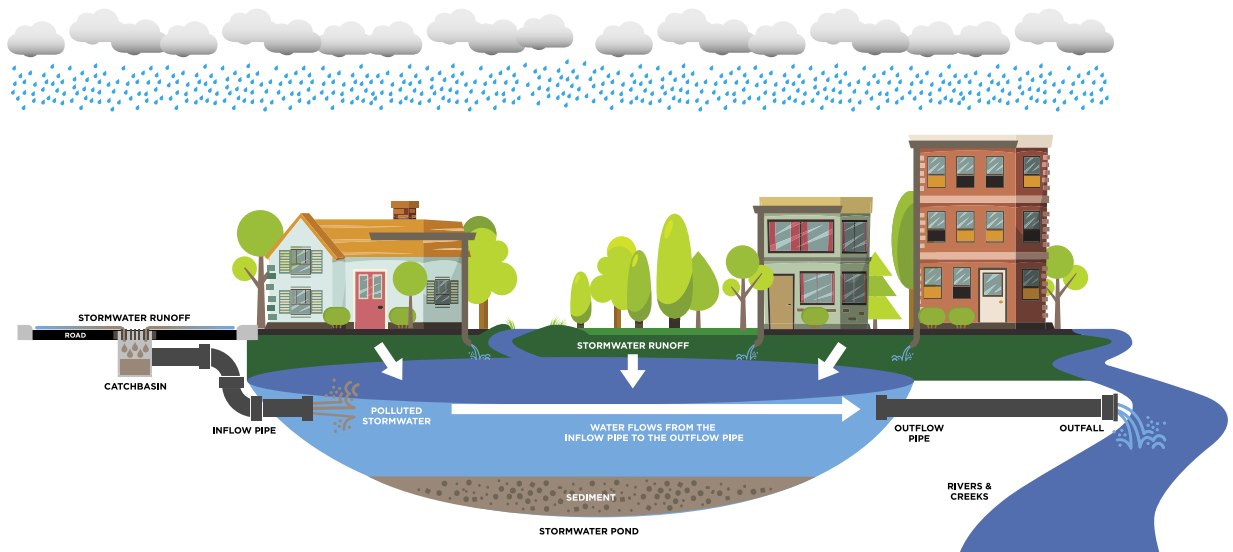 STORMWATER RUNOFF
ROAD
CATCHBASIN
INFLOW PIPE
POLLUTED
STORMWATER
STORMWATER RUNOFF
WATER FLOWS FROM THE
INFLOW PIPE TO THE OUTFLOW PIPE
SEDIMENT
STORMWATER POND
OUTFLOW
PIPE
OUTFALL
RIVERS &
CREEKS